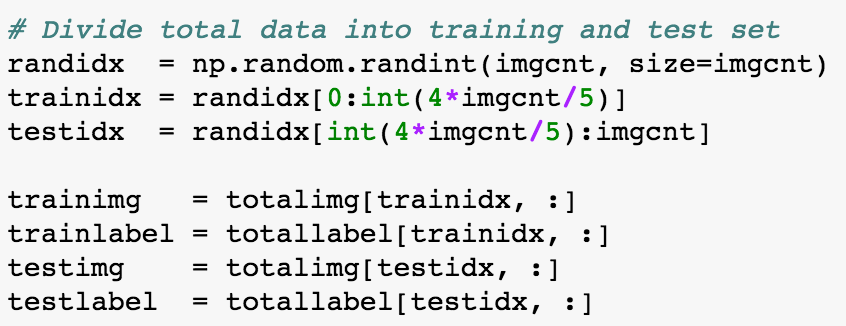 # Divide total data into training and test set
randidx  = np.random.randint(imgcnt, size=imgcnt)
trainidx = randidx[0:int(4*imgcnt/5)]
testidx  = randidx[int(4*imgcnt/5):imgcnt]
trainimg   = totalimg[trainidx, :]
trainlabel = totallabel[trainidx, :]
testimg    = totalimg[testidx, :]
testlabel  = totallabel[testidx, :]